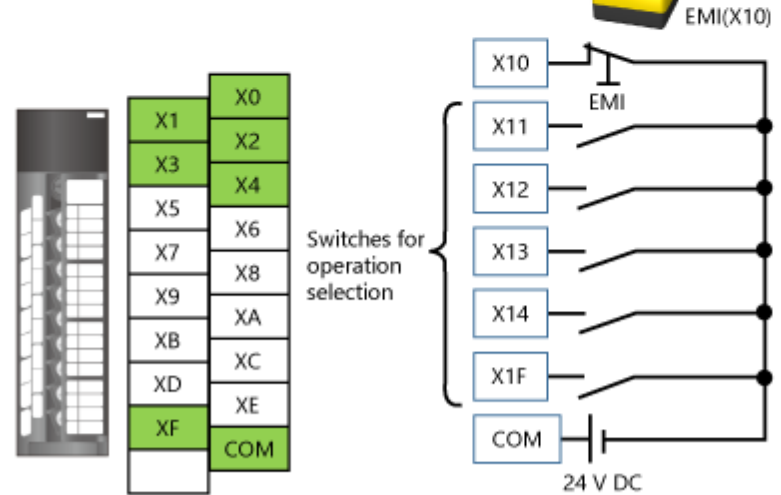 EMI(X10)
X0
X1
X2
X3
X4
X5
X6
X7
X8
X9
XA
XB
XC
XD
XE
XF
COM
Switches for
operation
selection
X10
EMI
X11
X12
X13
X14
X1F
COM
24 V DC